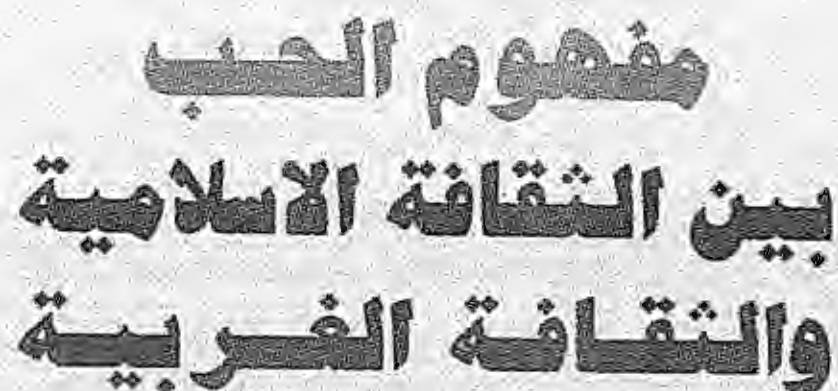 مفهوم الحب
بين الثقافة الاسلامية
والثقافة الغربية